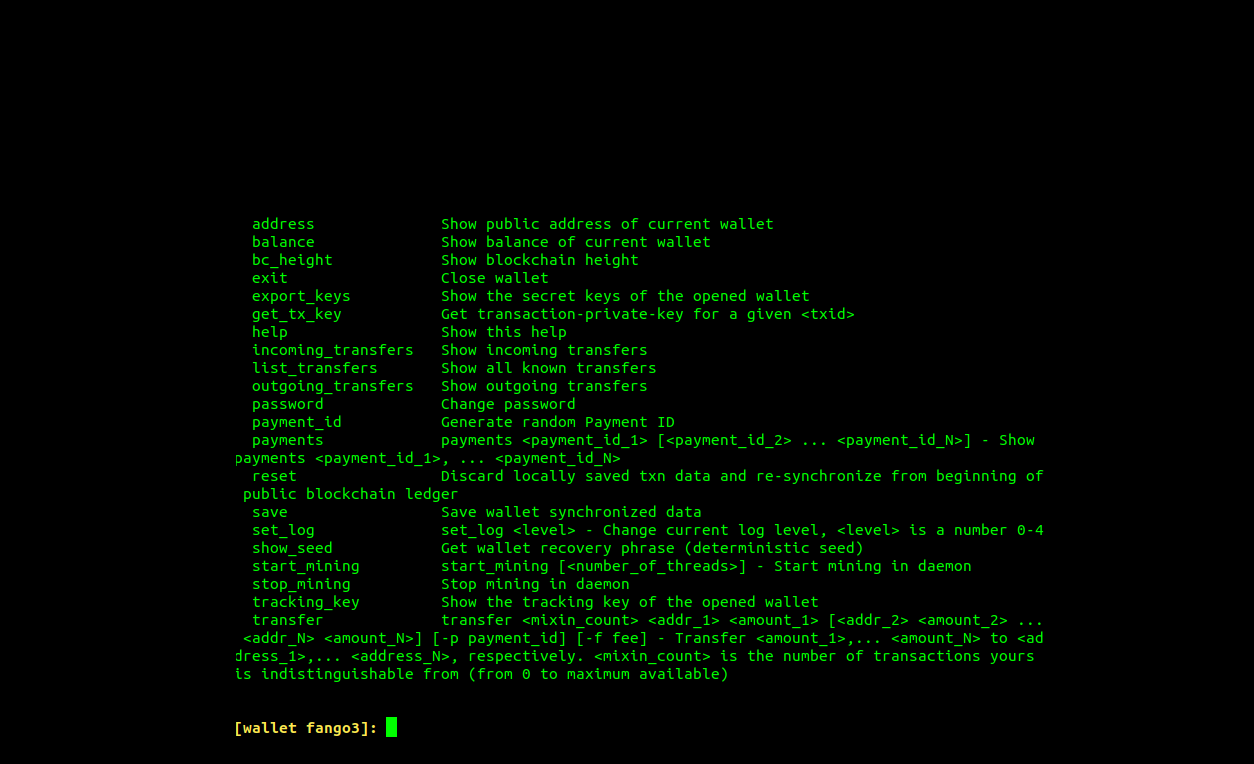 address Show public address of current wallet
balance Show balance of current wallet
bc_height Show blockchain height
exit Close wallet
export_keys Show the secret keys of the opened wallet
get_tx_key Get transaction-private-key for a given <txid>
help Show this help
incoming_transfers Show incoming transfers
list_transfers Show all known transfers
outgoing_transfers Show outgoing transfers
password Change password
payment_id Generate random Payment ID
payments payments <payment_id_1> [<payment_id_2> ... <payment_id_N>] - Show
payments <payment_id_1>, ... <payment_id_N>
reset Discard locally saved txn data and re-synchronize from beginning of
public blockchain ledger
save Save wallet synchronized data
set_log set_log <level> - Change current log level, <level> is a number 0-4
show_seed Get wallet recovery phrase (deterministic seed)
start_mining start_mining [<number_of_threads>] - Start mining in daemon
stop_mining Stop mining in daemon
tracking_key Show the tracking key of the opened wallet
transfer transfer <mixin_count> <addr_1> <amount_1> [<addr_2> <amount_2> ...
<addr_N> <amount_N>] [-p payment_id] [-f fee] - Transfer <amount_1>,... <amount_N> to <ad
dress_1>,... <address_N>, respectively. <mixin_count> is the number of transactions yours
is indistinguishable from (from 0 to maximum available)
[wallet fango3]: